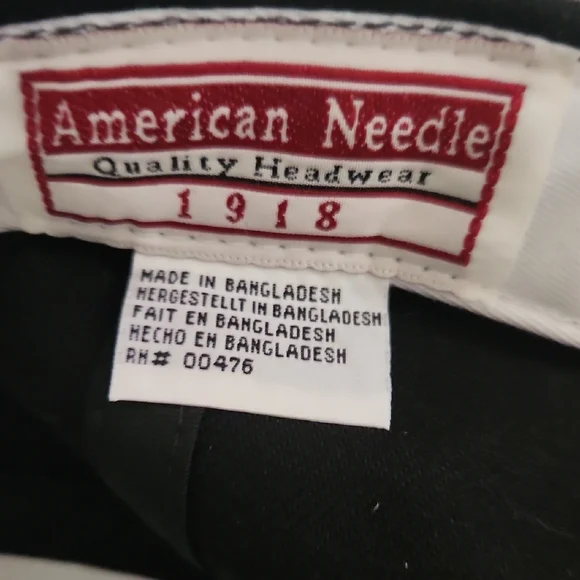 American Needle
Quality Headwear
1918
MADE IN BANGLADESH
HERGESTELLT IN BANGLADESH
FAIT EN BANGLADESH
HECHO EN BANGLADESH
RN# 00476